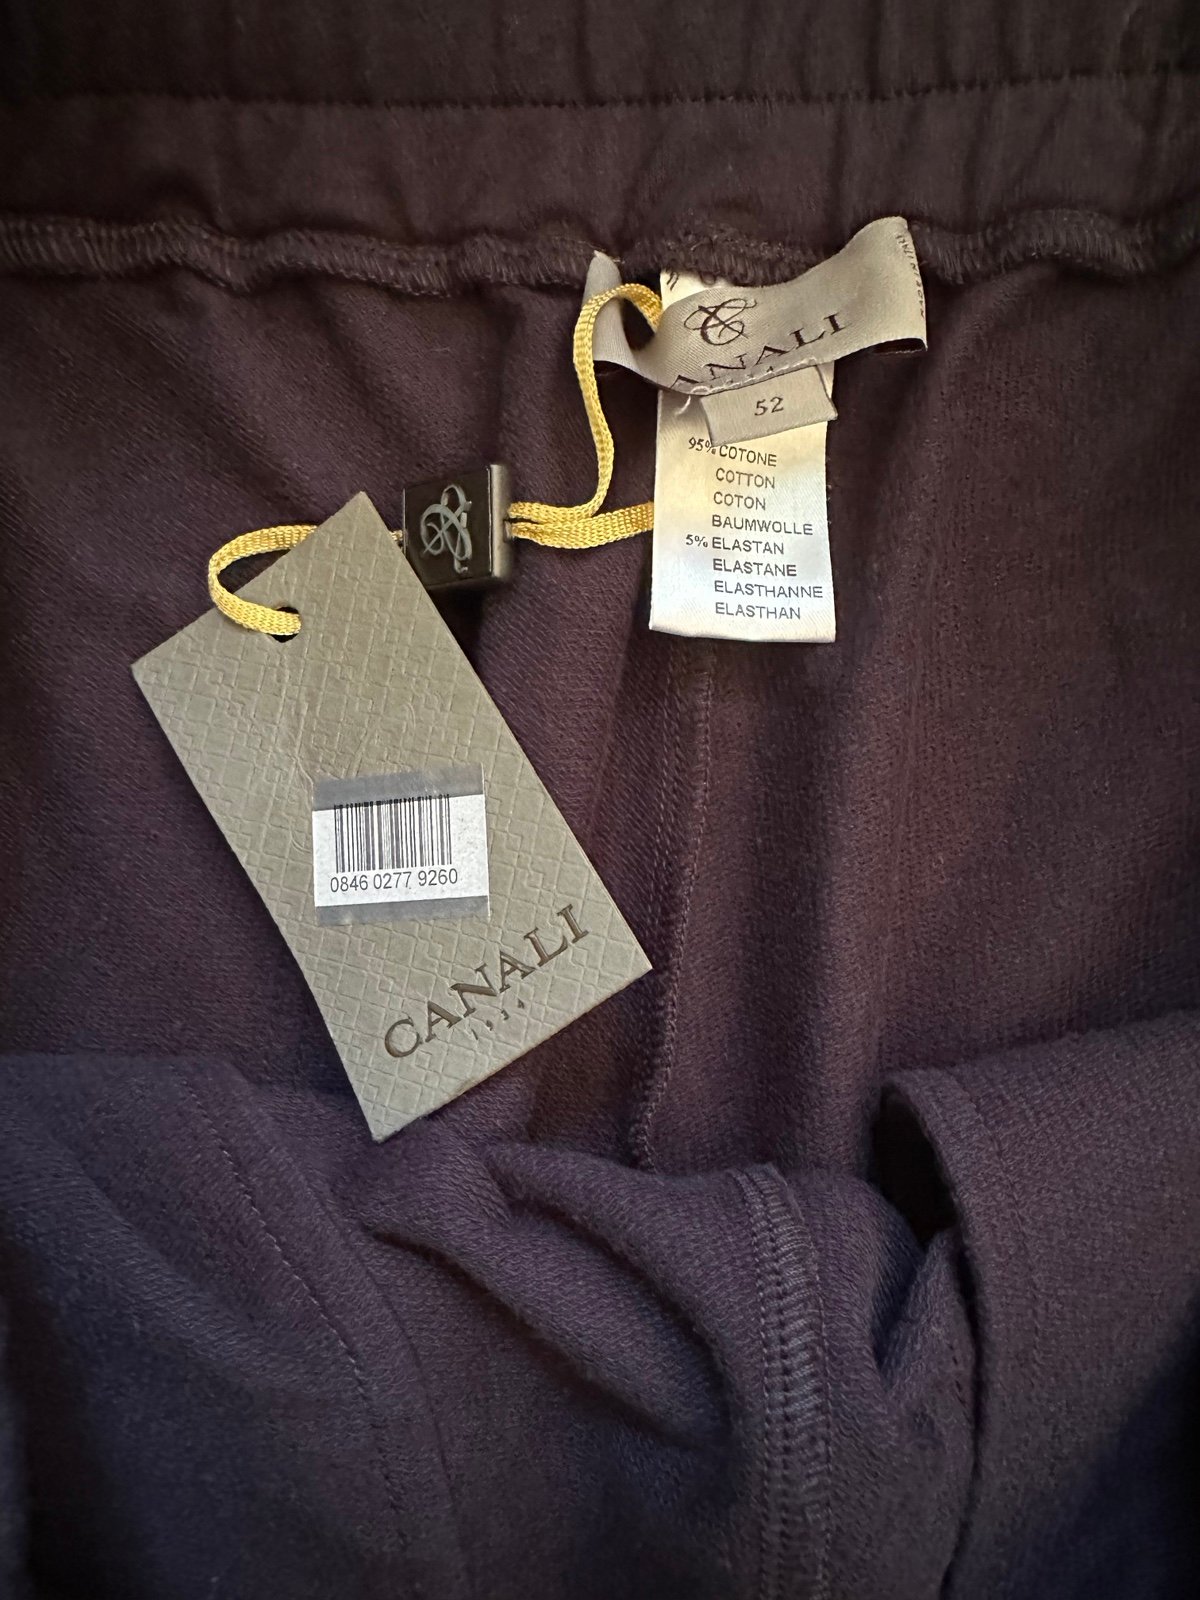 CANALI
52
95% COTONE
COTTON
COTON
BAUMWOLLE
5% ELASTAN
ELASTANE
ELASTHANNE
ELASTHAN
0846 0277 9260
CANALI